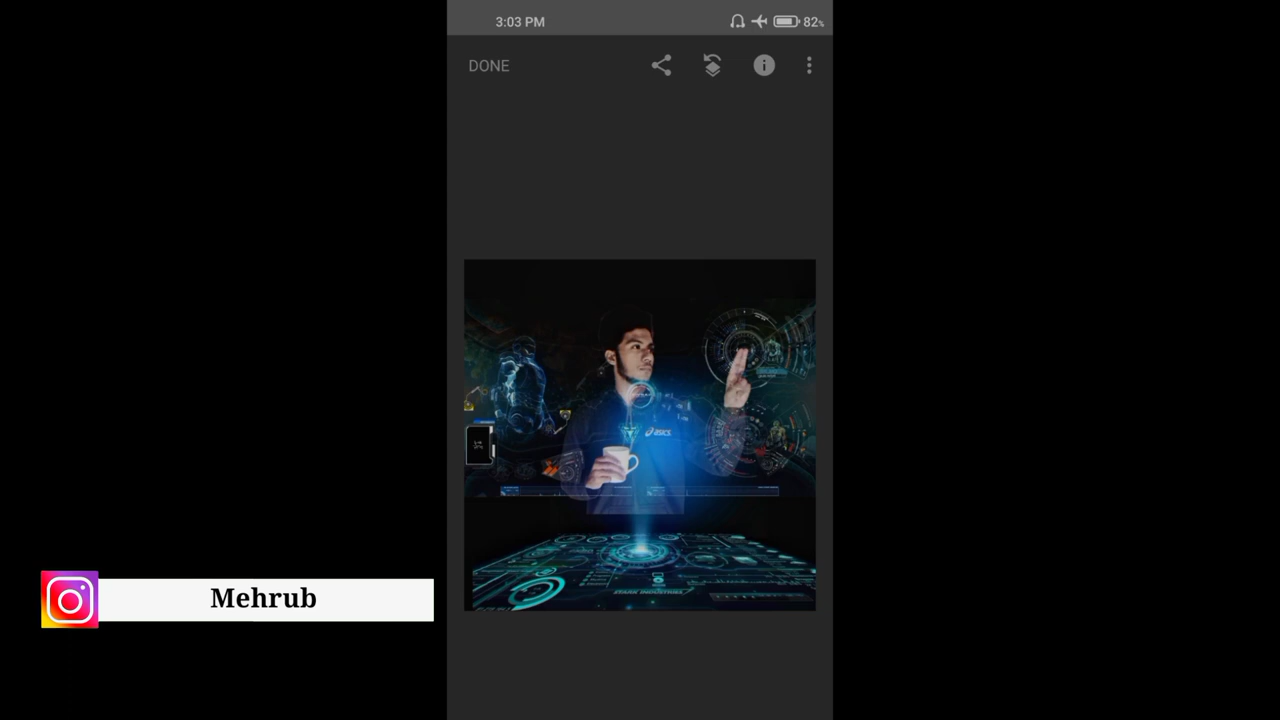 3:03 PM
82%
DONE
asics
STARK INDUSTRIES
Mehrub